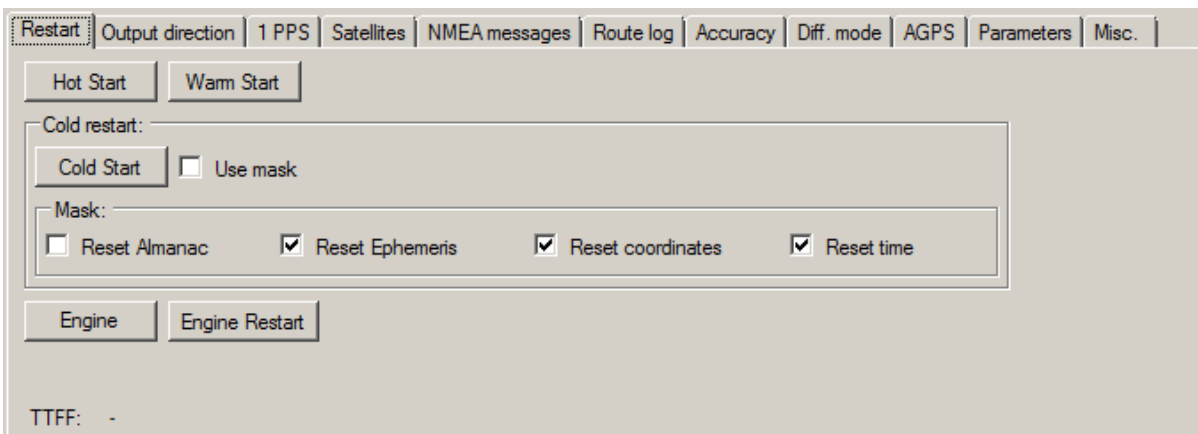 Restart Output direction 1 PPS Satellites NMEA messages Route log Accuracy Diff. mode AGPS Parameters Misc.
Hot Start Warm Start
Cold restart:
Cold Start Use mask
Mask:
Reset Almanac Reset Ephemeris Reset coordinates Reset time
Engine Engine Restart
TTFF: -